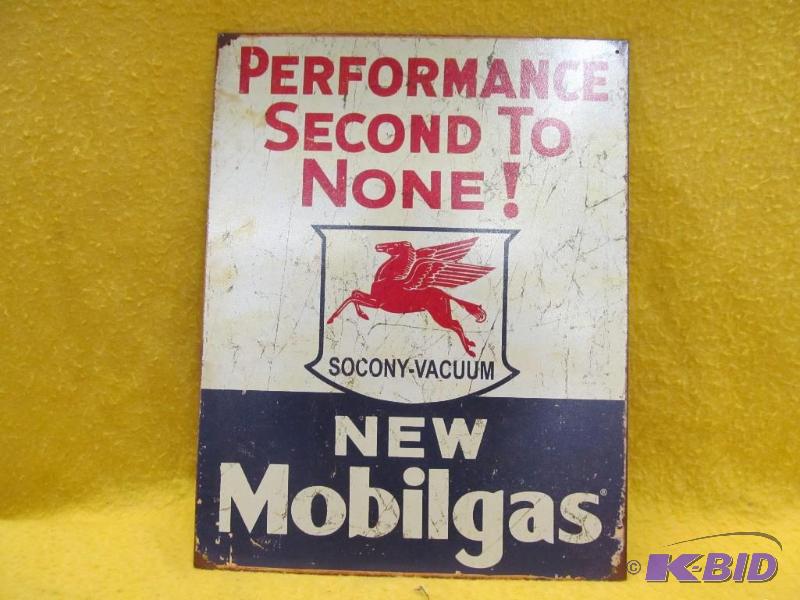 PERFORMANCE
SECOND TO
NONE!
SOCONY-VACUUM
NEW
Mobilgas®
© K-BID